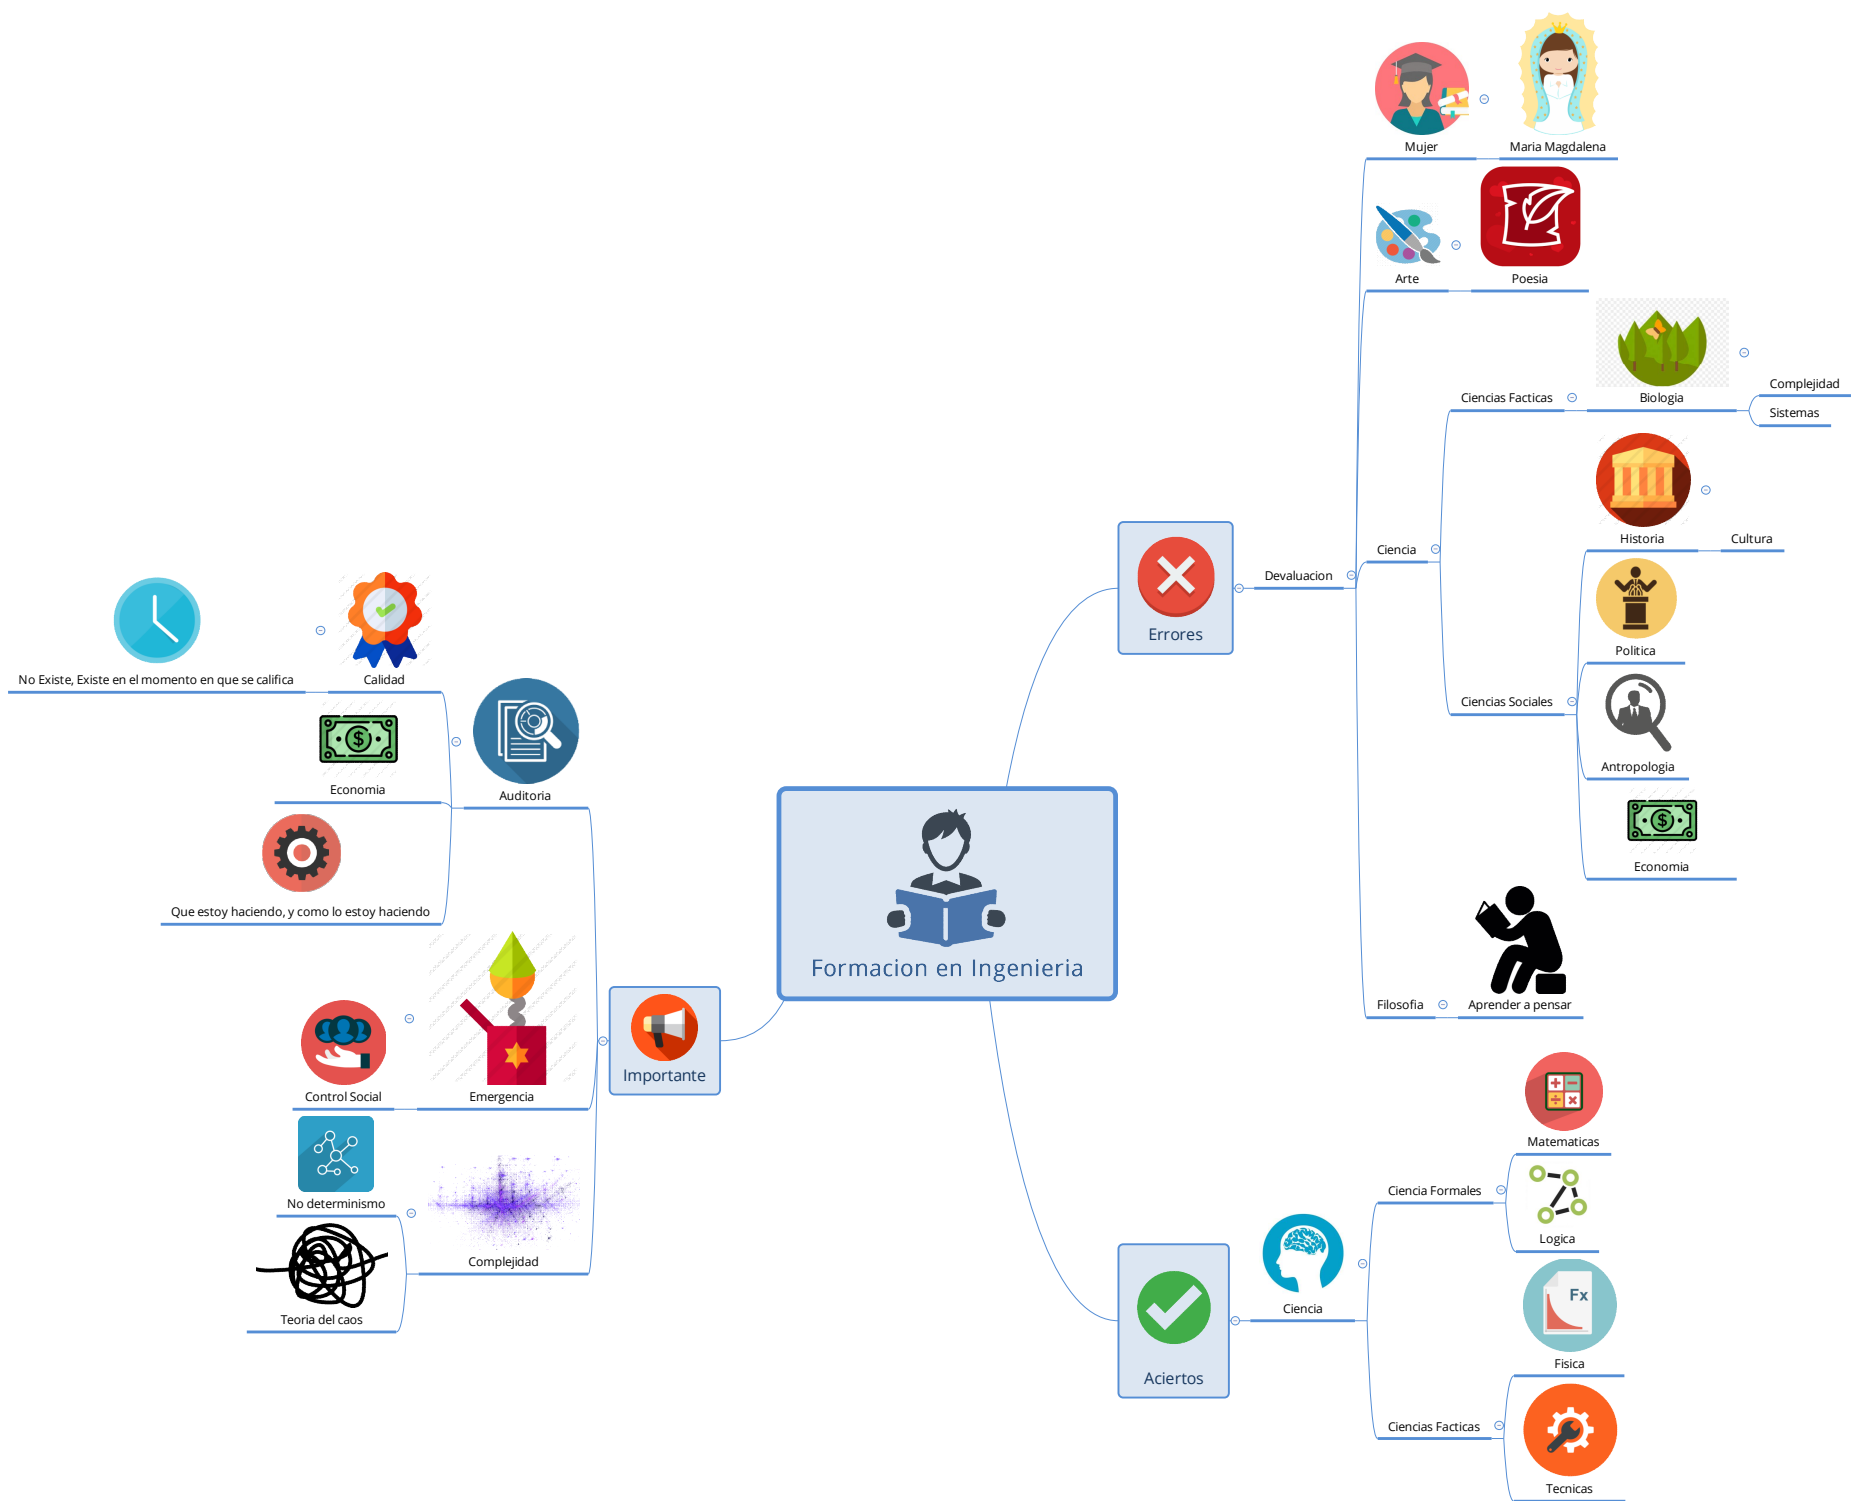 Formacion en Ingenieria
Errores
Devaluacion
Mujer
Maria Magdalena
Arte
Poesia
Ciencia
Ciencias Facticas
Biologia
Complejidad
Sistemas
Ciencias Sociales
Historia
Cultura
Politica
Antropologia
$
Economia
Filosofia
Aprender a pensar
Aciertos
Ciencia
Ciencia Formales
Matematicas
Logica
Ciencias Facticas
Fx
Fisica
Tecnicas
Importante
Auditoria
Calidad
No Existe, Existe en el momento en que se califica
$
Economia
Que estoy haciendo, y como lo estoy haciendo
Emergencia
Control Social
Complejidad
No determinismo
Teoria del caos